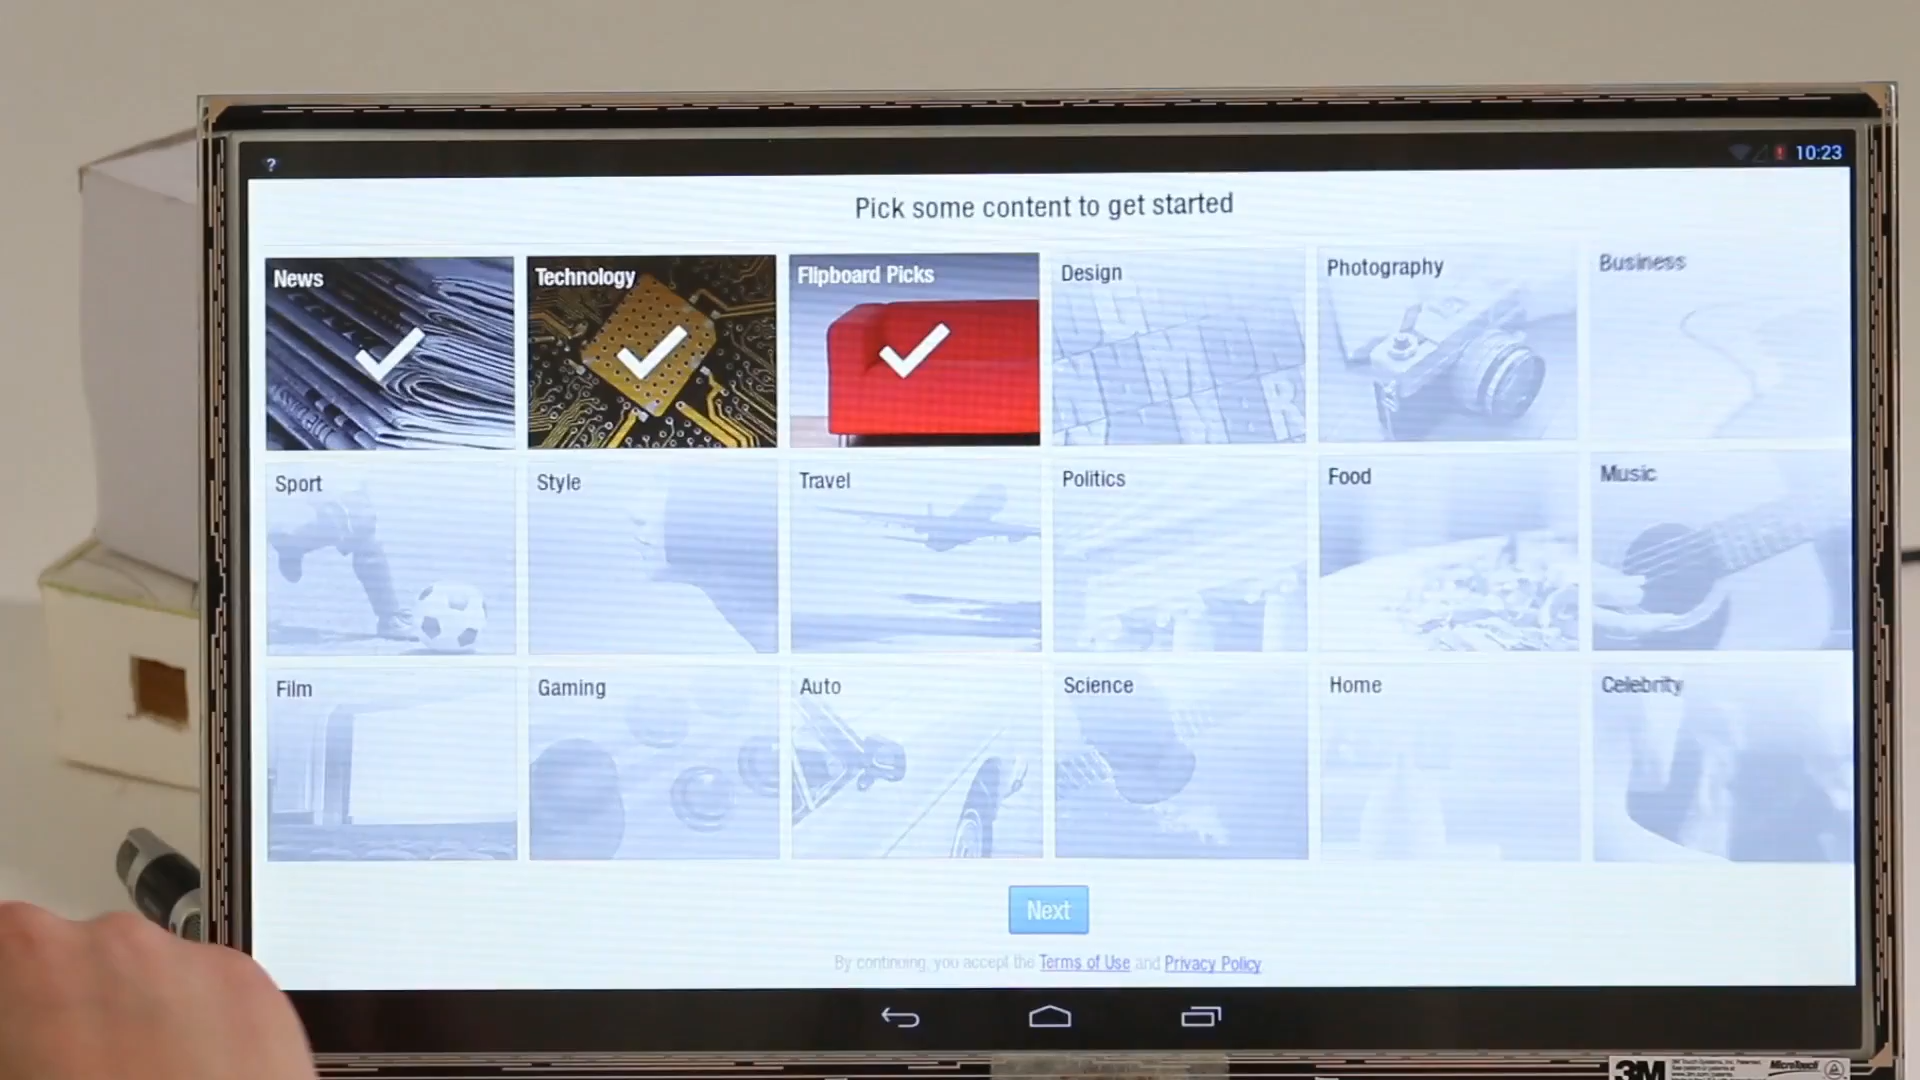 ?
10:23
Pick some content to get started
News
Technology
Flipboard Picks
Design
Photography
Business
Sport
Style
Travel
Politics
Food
Music
Film
Gaming
Auto
Science
Home
Celebrity
Next
By continuing, you accept the Terms of Use and Privacy Policy
3M
MicroTouch